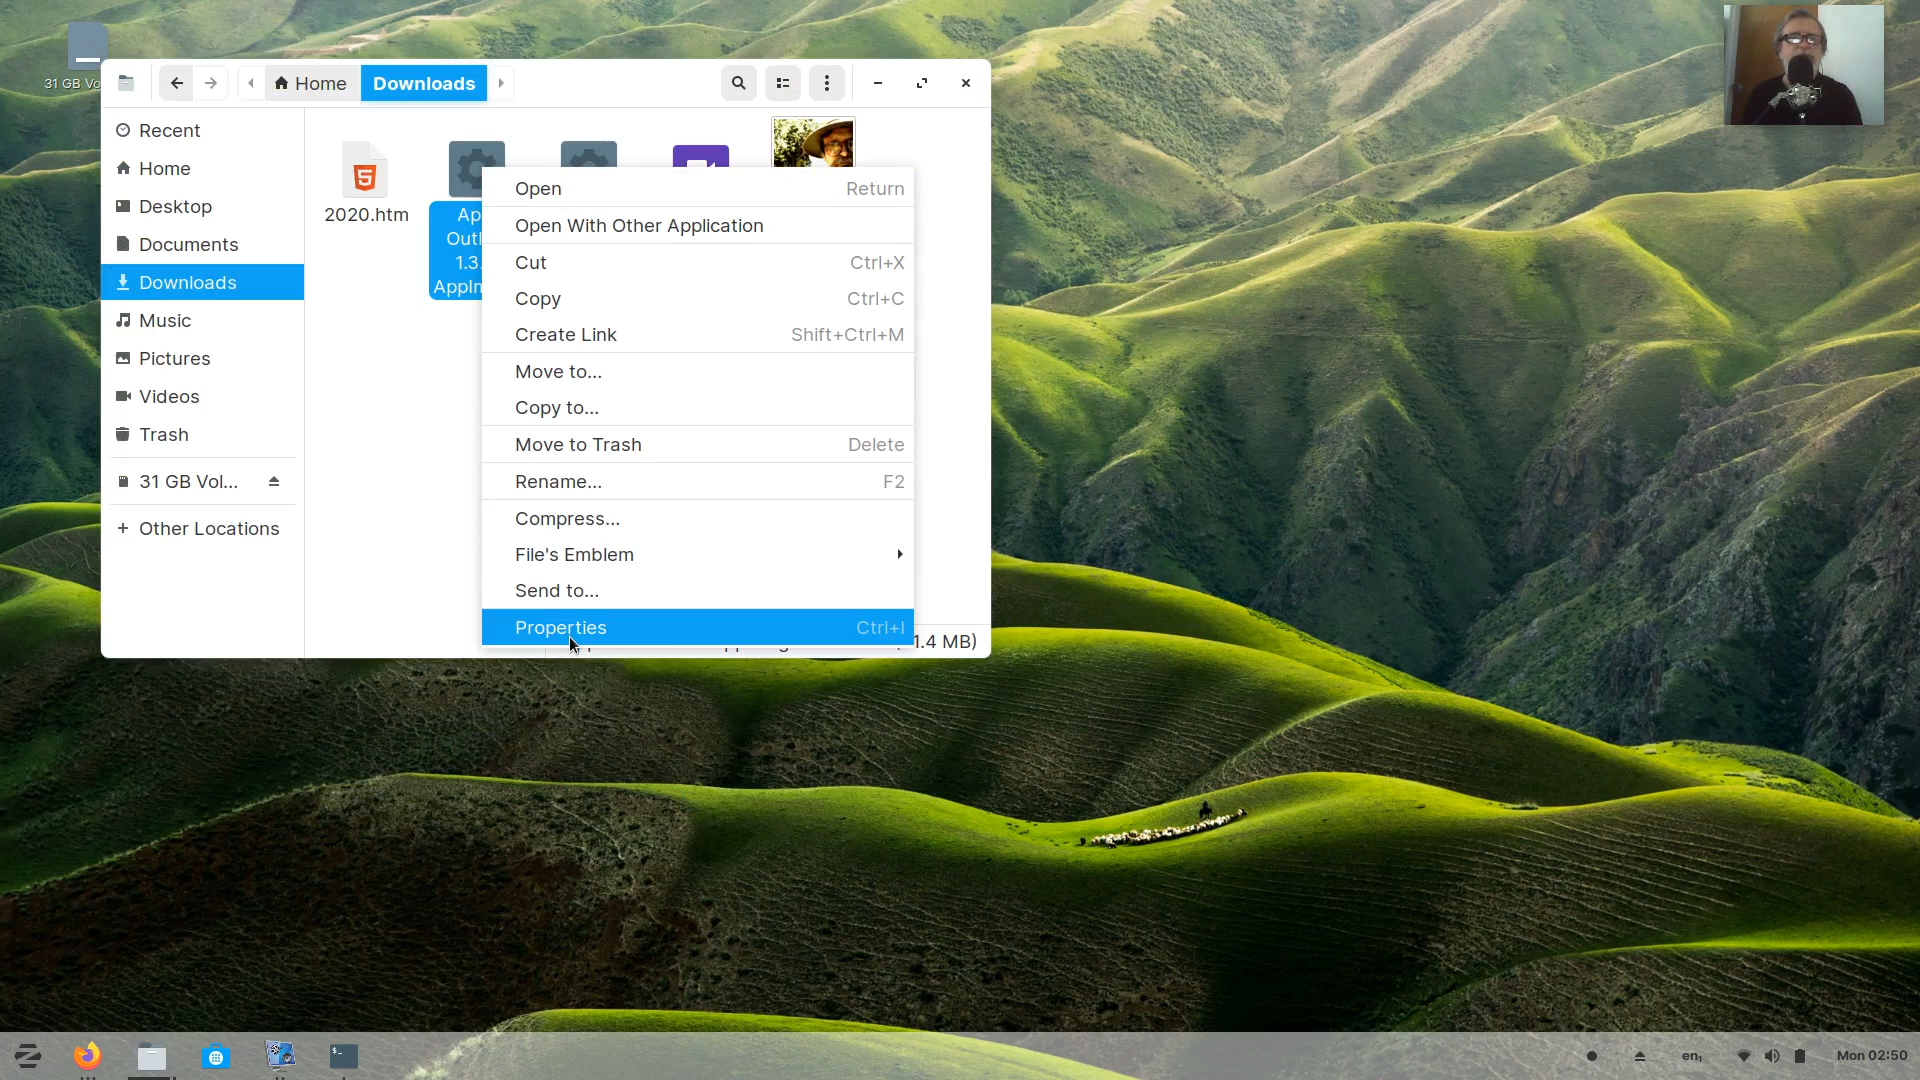 31 GB Vo
Home
Downloads
Recent
Home
Desktop
Documents
Downloads
Music
Pictures
Videos
Trash
31 GB Vol...
Other Locations
2020.htm
Ap
Outl
1.3.
AppIm
Open Return
Open With Other Application
Cut Ctrl+X
Copy Ctrl+C
Create Link Shift+Ctrl+M
Move to...
Copy to...
Move to Trash Delete
Rename... F2
Compress...
File's Emblem
Send to...
Properties Ctrl+I
1.4 MB)
en₁
Mon 02:50